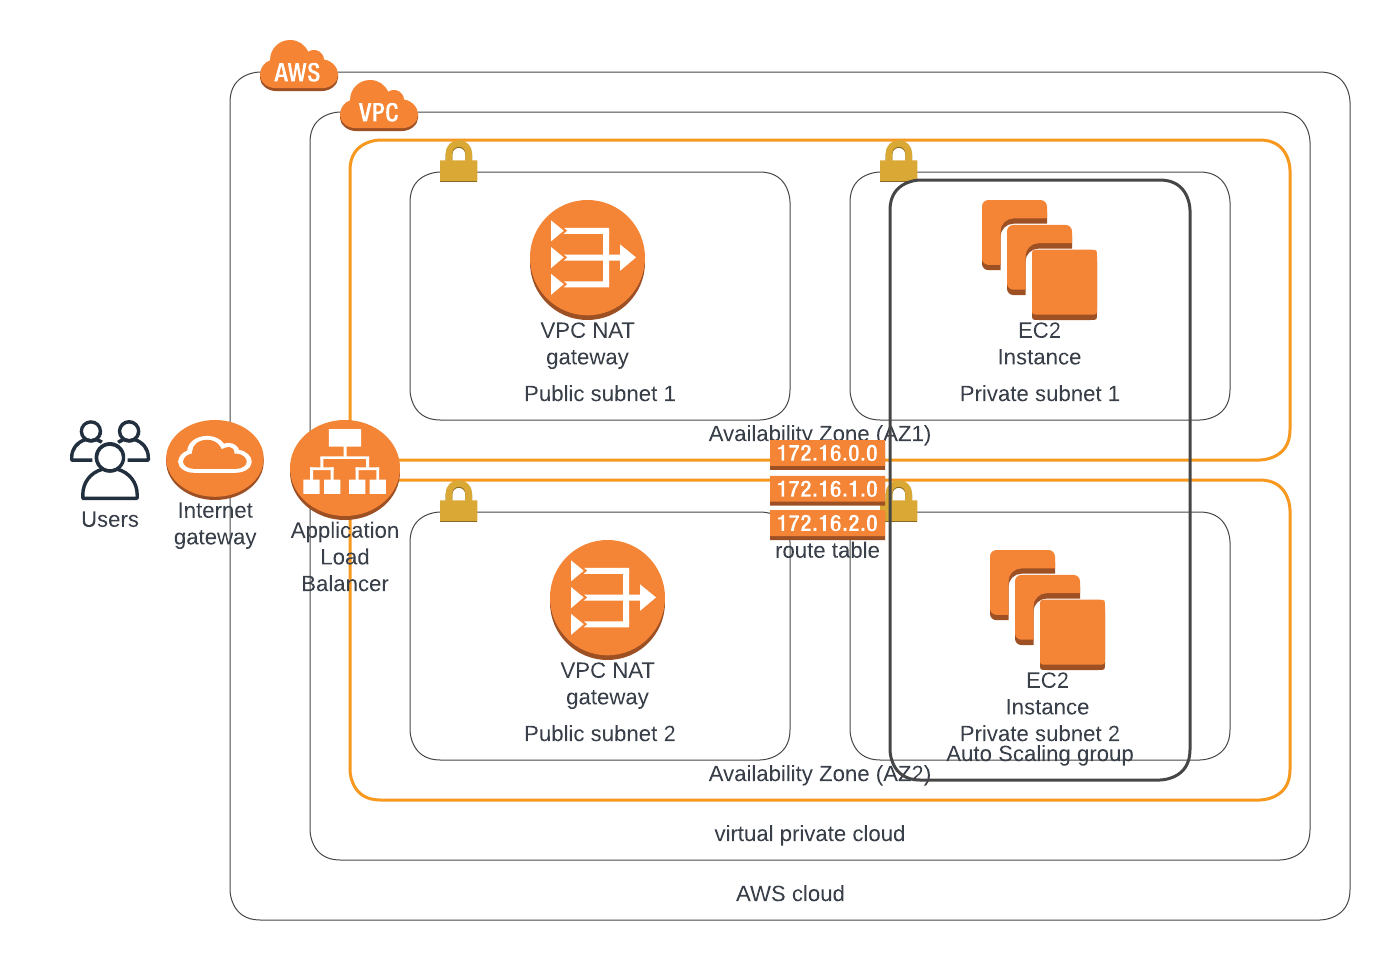 AWS
VPC
VPC NAT
gateway
Public subnet 1
EC2
Instance
Private subnet 1
Availability Zone (AZ1)
172.16.0.0
172.16.1.0
172.16.2.0
route table
Users
Internet
gateway
Application
Load
Balancer
VPC NAT
gateway
Public subnet 2
EC2
Instance
Private subnet 2
Auto Scaling group
Availability Zone (AZ2)
virtual private cloud
AWS cloud